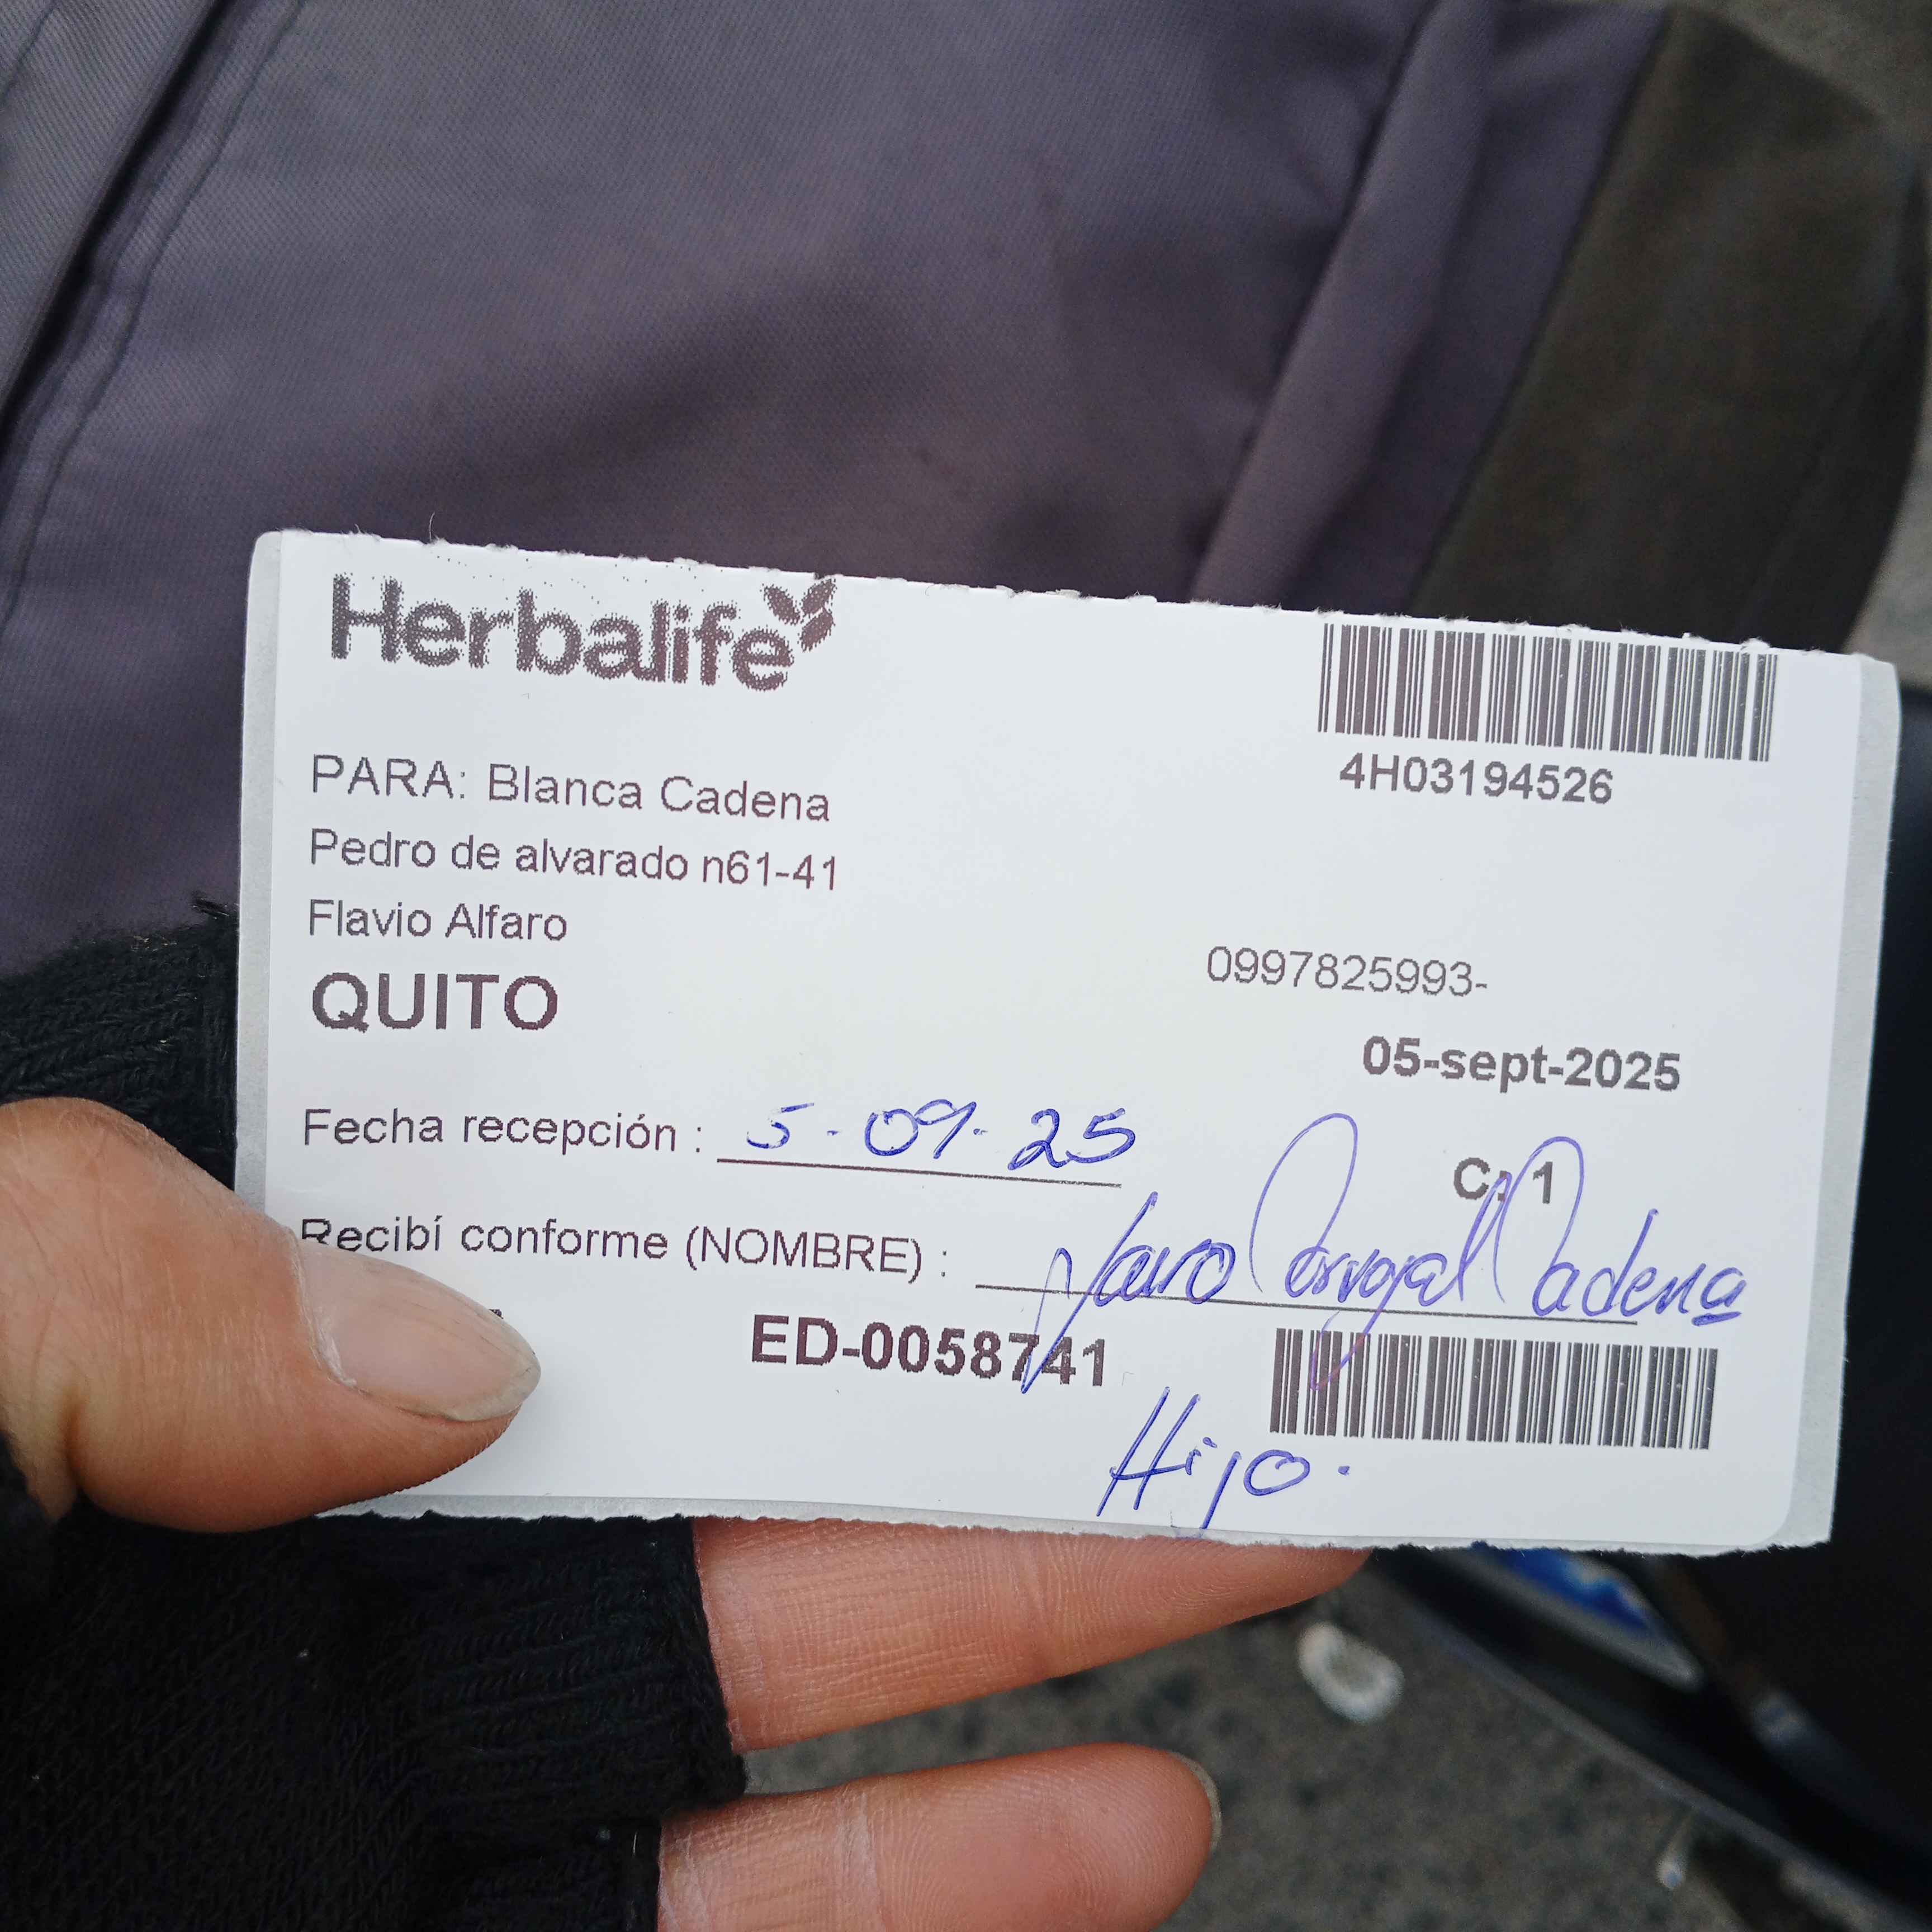 Herbalife
4H03194526
PARA: Blanca Cadena
Pedro de alvarado n61-41
Flavio Alfaro
QUITO
0997825993-
05-sept-2025
Fecha recepción : 5-09-25
C: 1
Recibí conforme (NOMBRE) : Cadena
ED-0058741
Hijo.